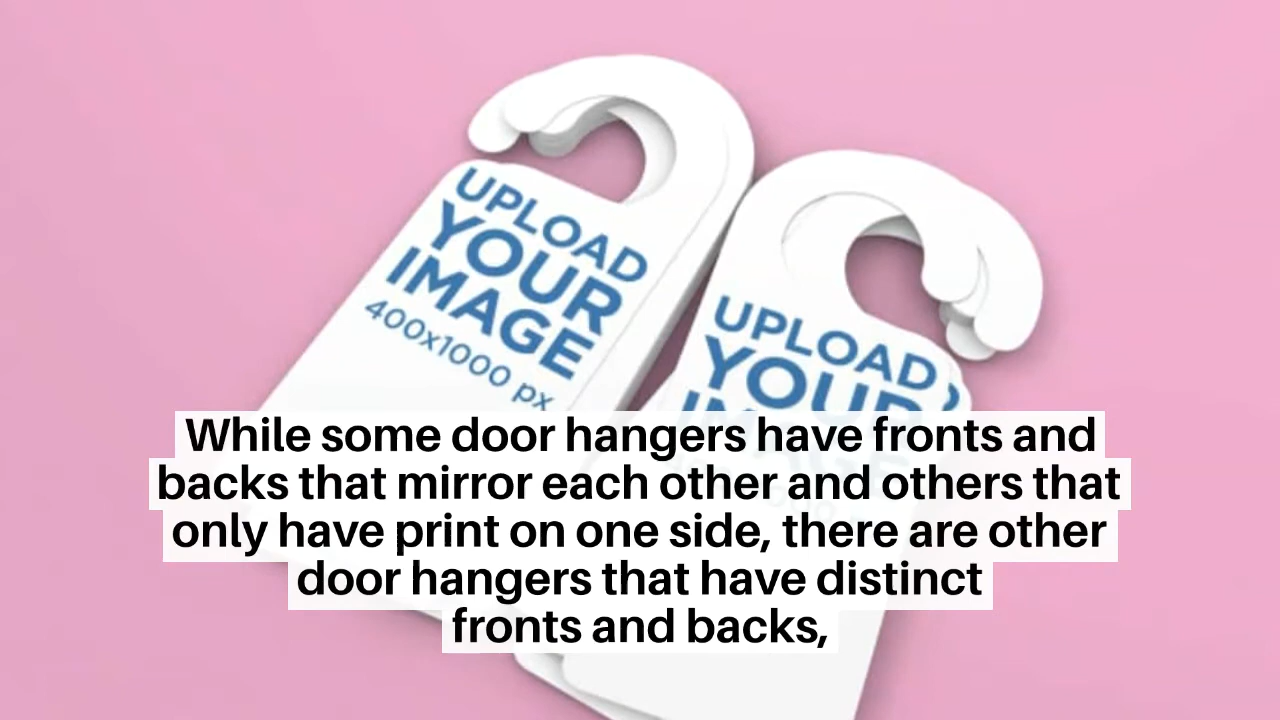 UPLOAD
YOUR
IMAGE
400x1000 px
UPLOAD
YOUR
While some door hangers have fronts and
backs that mirror each other and others that
only have print on one side, there are other
door hangers that have distinct
fronts and backs,